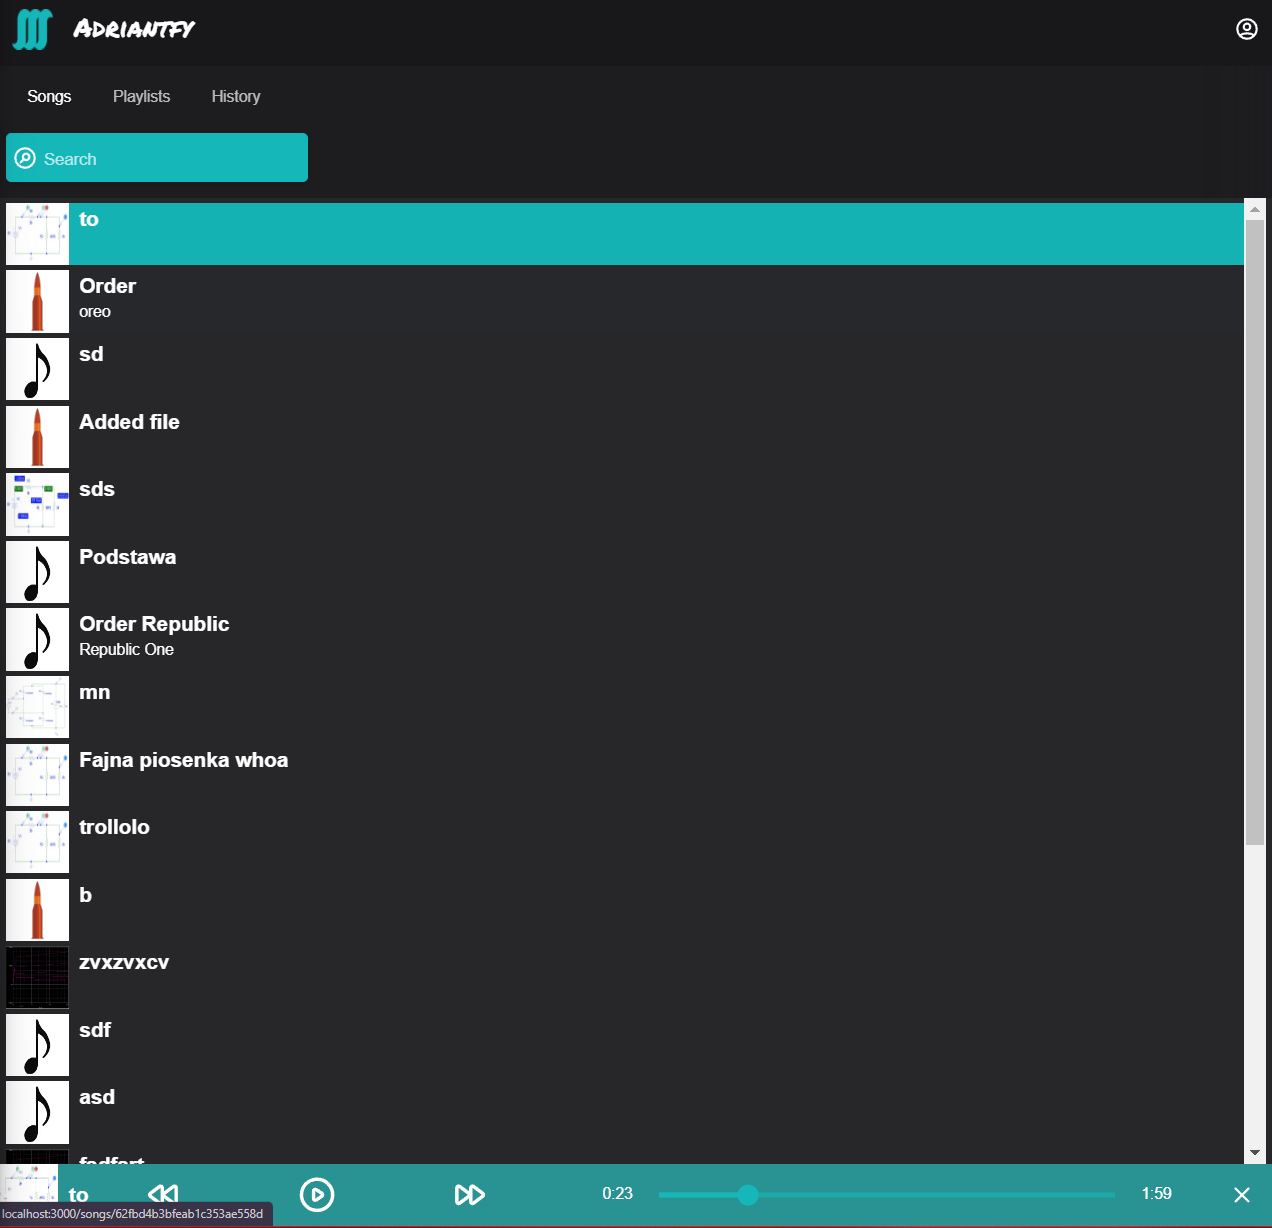 Adriantfy
Songs Playlists History
Search
to
Order
oreo
sd
Added file
sds
Podstawa
Order Republic
Republic One
mn
Fajna piosenka whoa
trollolo
b
zvxzvxcv
sdf
asd
to 0:23 1:59
localhost:3000/songs/62fbd4b3bfeab1c353ae558d